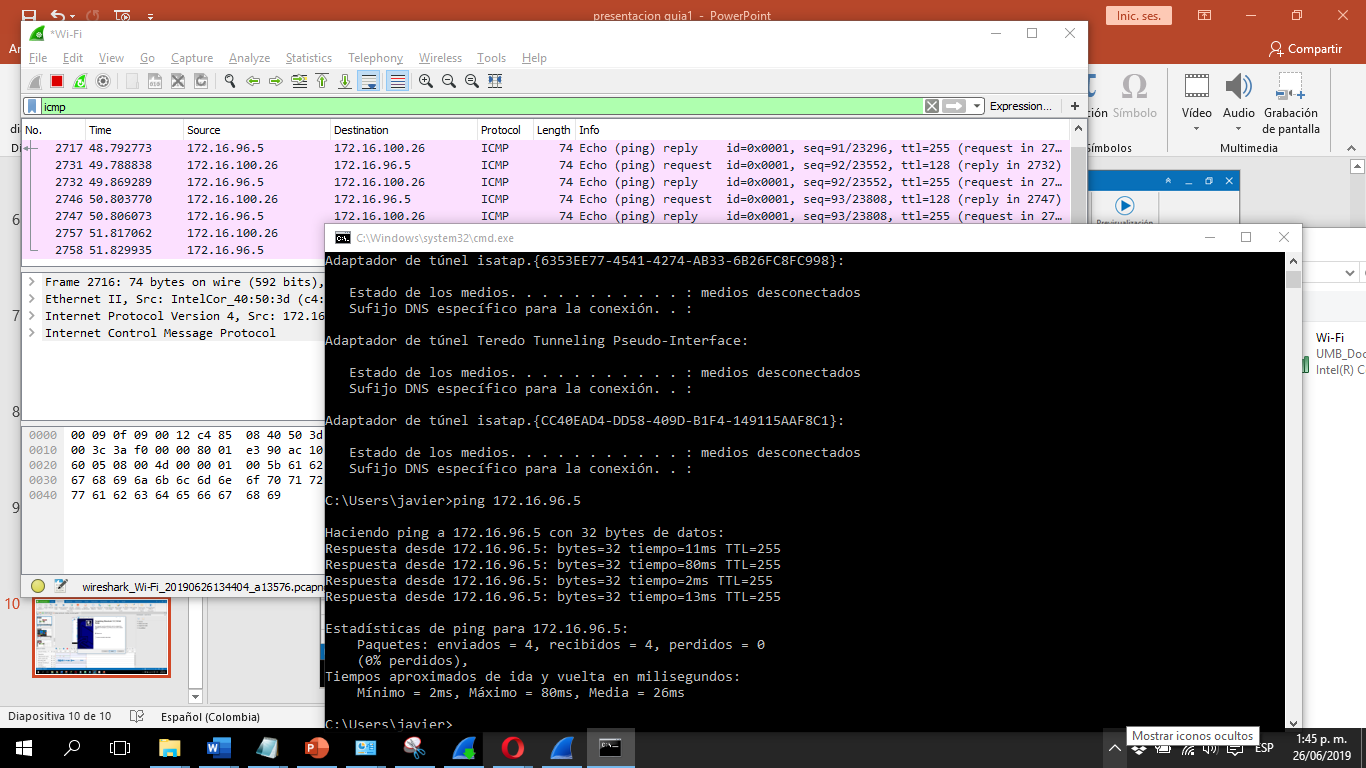 presentacion guia1 - PowerPoint
Inic. ses.
Compartir
*Wi-Fi
File Edit View Go Capture Analyze Statistics Telephony Wireless Tools Help
icmp
Expression... +
No. Time Source Destination Protocol Length Info
2717 48.792773 172.16.96.5 172.16.100.26 ICMP 74 Echo (ping) reply id=0x0001, seq=91/23296, ttl=255 (request in 27…
2731 49.788838 172.16.100.26 172.16.96.5 ICMP 74 Echo (ping) request id=0x0001, seq=92/23552, ttl=128 (reply in 2732)
2732 49.869289 172.16.96.5 172.16.100.26 ICMP 74 Echo (ping) reply id=0x0001, seq=92/23552, ttl=255 (request in 27…
2746 50.803770 172.16.100.26 172.16.96.5 ICMP 74 Echo (ping) request id=0x0001, seq=93/23808, ttl=128 (reply in 2747)
2747 50.806073 172.16.96.5 172.16.100.26 ICMP 74 Echo (ping) reply id=0x0001, seq=93/23808, ttl=255 (request in 27…
2757 51.817062 172.16.100.26
2758 51.829935 172.16.96.5
Frame 2716: 74 bytes on wire (592 bits),
Ethernet II, Src: IntelCor_40:50:3d (c4:
Internet Protocol Version 4, Src: 172.16
Internet Control Message Protocol
0000 00 09 0f 09 00 12 c4 85 08 40 50 3d
0010 00 3c 3a f0 00 00 80 01 e3 90 ac 10
0020 60 05 08 00 4d 00 00 01 00 5b 61 62
0030 67 68 69 6a 6b 6c 6d 6e 6f 70 71 72
0040 77 61 62 63 64 65 66 67 68 69
wireshark_Wi-Fi_20190626134404_a13576.pcapn
Símbolo
Vídeo
Audio
Grabación
de pantalla
Multimedia
C:\Windows\system32\cmd.exe
Adaptador de túnel isatap.{6353EE77-4541-4274-AB33-6B26FC8FC998}:
Estado de los medios. . . . . . . . . . . : medios desconectados
Sufijo DNS específico para la conexión. . :
Adaptador de túnel Teredo Tunneling Pseudo-Interface:
Estado de los medios. . . . . . . . . . . : medios desconectados
Sufijo DNS específico para la conexión. . :
Adaptador de túnel isatap.{CC40EAD4-DD58-409D-B1F4-149115AAF8C1}:
Estado de los medios. . . . . . . . . . . : medios desconectados
Sufijo DNS específico para la conexión. . :
C:\Users\javier>ping 172.16.96.5
Haciendo ping a 172.16.96.5 con 32 bytes de datos:
Respuesta desde 172.16.96.5: bytes=32 tiempo=11ms TTL=255
Respuesta desde 172.16.96.5: bytes=32 tiempo=80ms TTL=255
Respuesta desde 172.16.96.5: bytes=32 tiempo=2ms TTL=255
Respuesta desde 172.16.96.5: bytes=32 tiempo=13ms TTL=255
Estadísticas de ping para 172.16.96.5:
Paquetes: enviados = 4, recibidos = 4, perdidos = 0
(0% perdidos),
Tiempos aproximados de ida y vuelta en milisegundos:
Mínimo = 2ms, Máximo = 80ms, Media = 26ms
C:\Users\javier>
Wi-Fi
UMB_Doc
Intel(R) C
6
7
8
9
10
Diapositiva 10 de 10
Español (Colombia)
Mostrar iconos ocultos
ESP
1:45 p. m.
26/06/2019